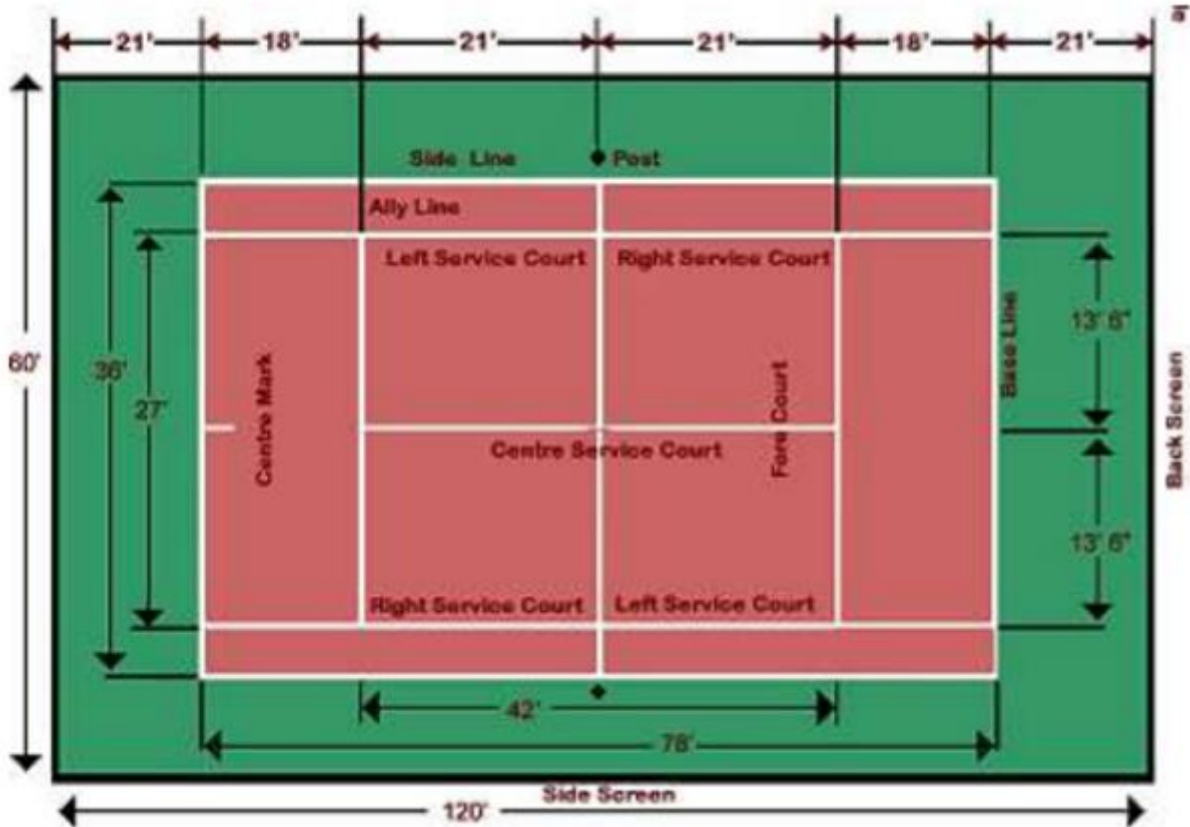 21' 18' 21' 21' 18' 21'
Side Line Post
Ally Line
Left Service Court Right Service Court
60'
36'
27'
Centre Mark
Fore Court
Base Line
13' 6"
Back Screen
Centre Service Court
13' 6"
Right Service Court Left Service Court
42'
78'
Side Screen
120'